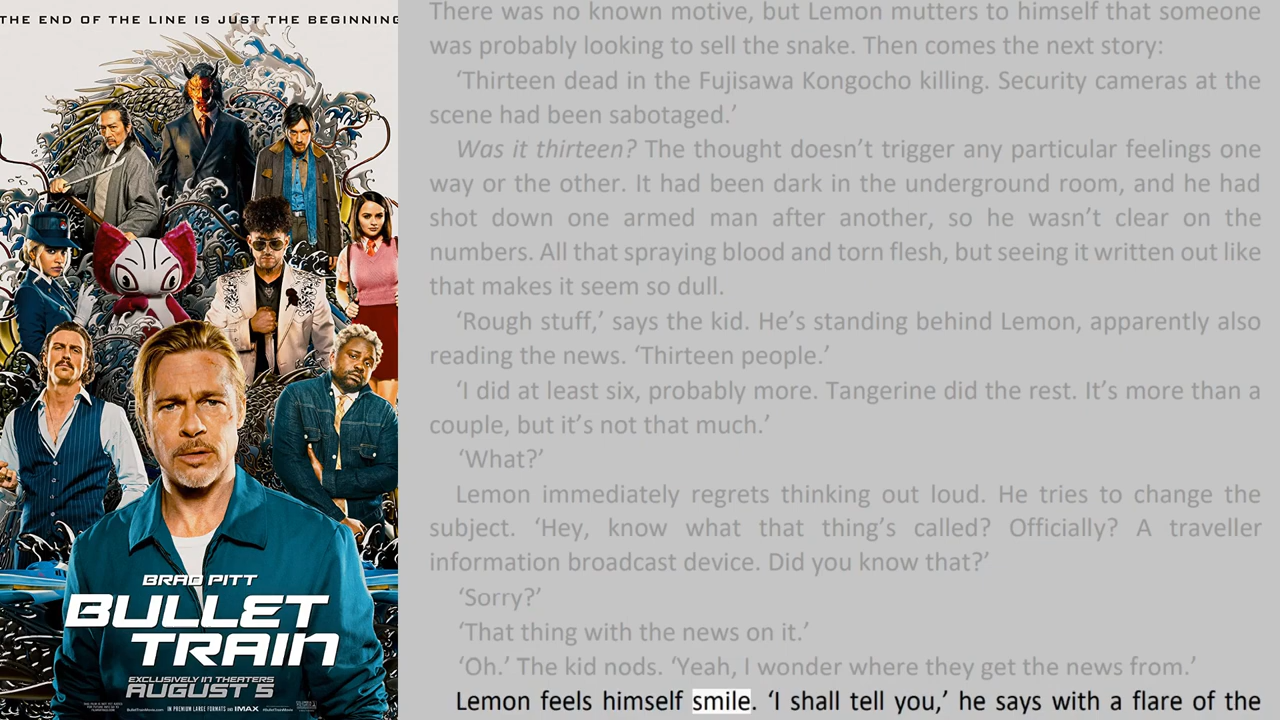 THE END OF THE LINE IS JUST THE BEGINNING
BRAD PITT
BULLET
TRAIN
EXCLUSIVELY IN THEATERS
AUGUST 5
IN PREMIUM LARGE FORMATS AND IMAX
There was no known motive, but Lemon mutters to himself that someone
was probably looking to sell the snake. Then comes the next story:
‘Thirteen dead in the Fujisawa Kongocho killing. Security cameras at the
scene had been sabotaged.’
Was it thirteen? The thought doesn’t trigger any particular feelings one
way or the other. It had been dark in the underground room, and he had
shot down one armed man after another, so he wasn’t clear on the
numbers. All that spraying blood and torn flesh, but seeing it written out like
that makes it seem so dull.
‘Rough stuff,’ says the kid. He’s standing behind Lemon, apparently also
reading the news. ‘Thirteen people.’
‘I did at least six, probably more. Tangerine did the rest. It’s more than a
couple, but it’s not that much.’
‘What?’
Lemon immediately regrets thinking out loud. He tries to change the
subject. ‘Hey, know what that thing’s called? Officially? A traveller
information broadcast device. Did you know that?’
‘Sorry?’
‘That thing with the news on it.’
‘Oh.’ The kid nods. ‘Yeah, I wonder where they get the news from.’
Lemon feels himself smile. ‘I shall tell you,’ he says with a flare of the